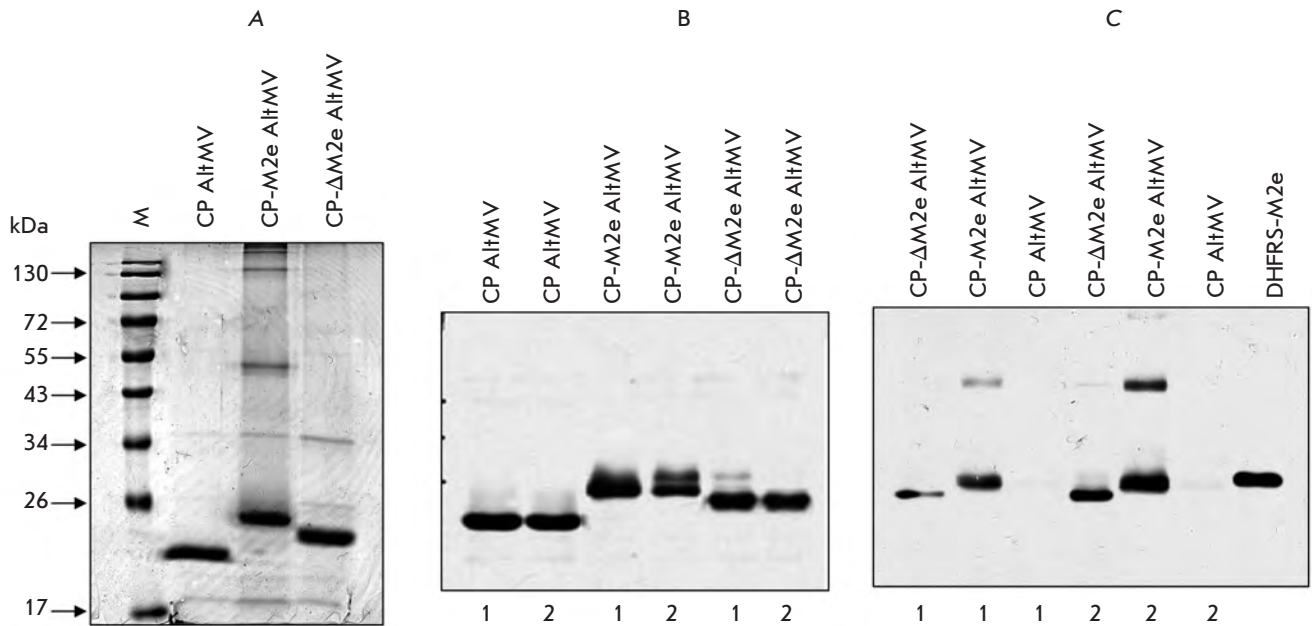 A
B
C
kDa
M
CP AltMV
CP-M2e AltMV
CP-ΔM2e AltMV
130
72
55
43
34
26
17
CP AltMV
CP AltMV
CP-M2e AltMV
CP-M2e AltMV
CP-ΔM2e AltMV
CP-ΔM2e AltMV
1
2
1
2
1
2
CP-ΔM2e AltMV
CP-M2e AltMV
CP AltMV
CP-ΔM2e AltMV
CP-M2e AltMV
CP AltMV
DHFRS-M2e
1
1
1
2
2
2